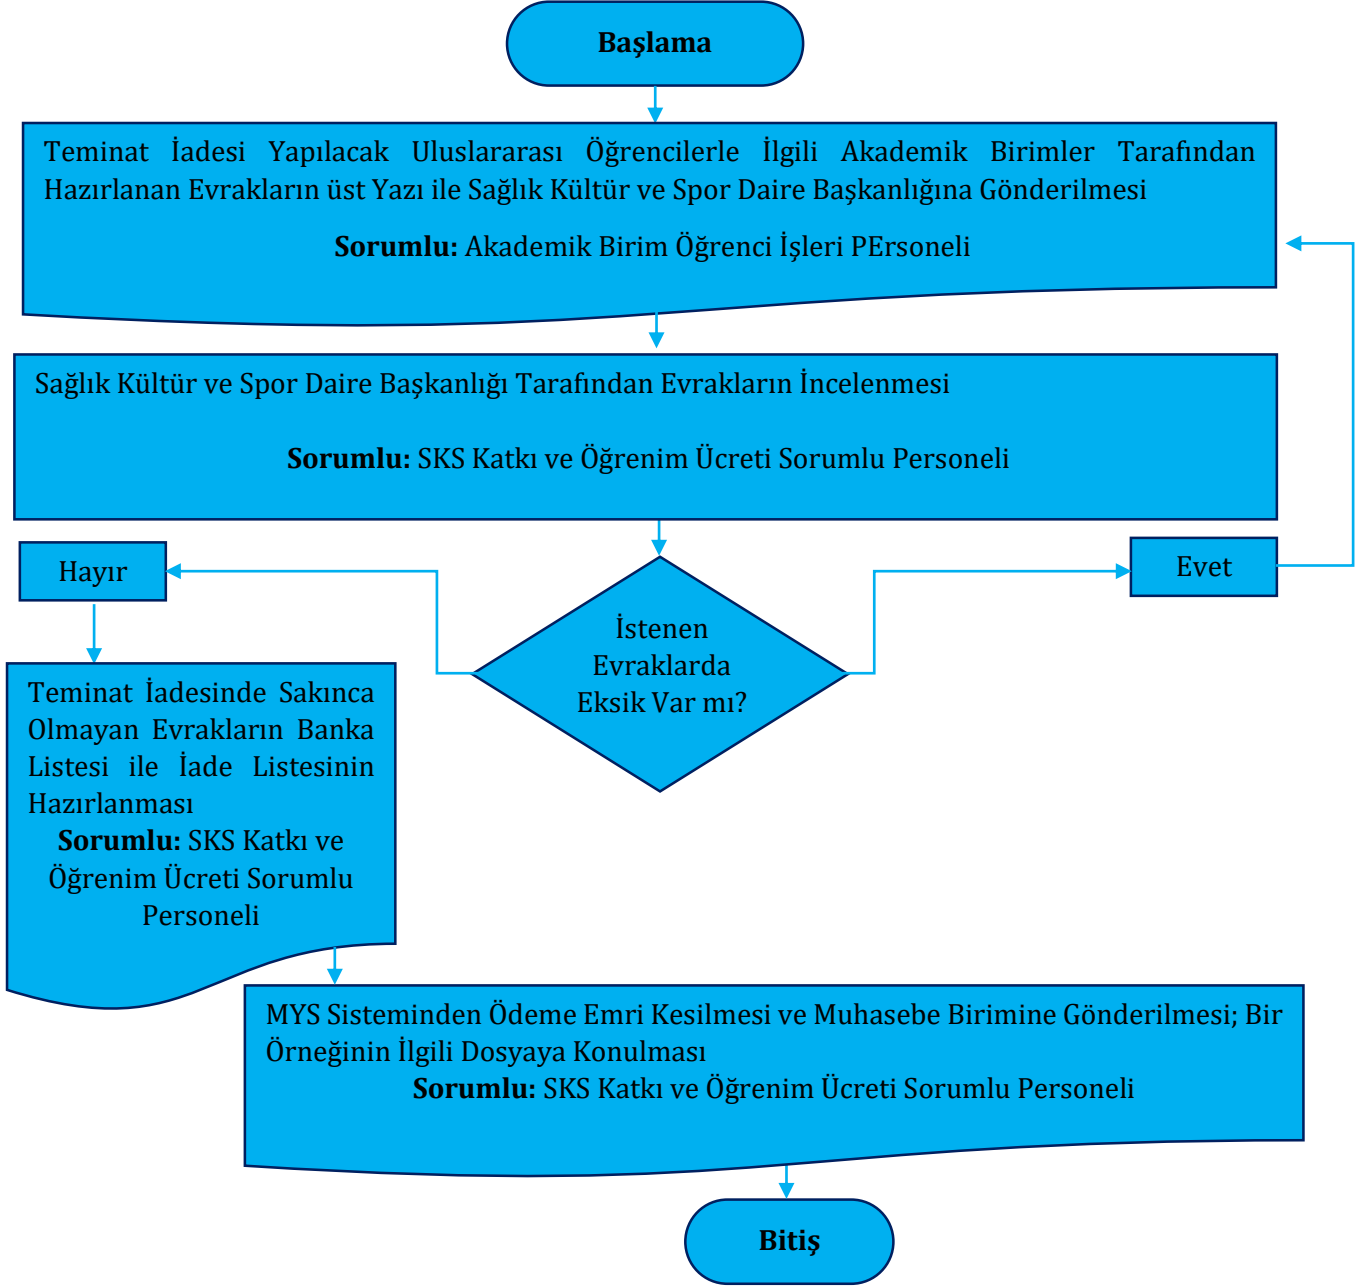 Başlama
Teminat İadesi Yapılacak Uluslararası Öğrencilerle İlgili Akademik Birimler Tarafından
Hazırlanan Evrakların üst Yazı ile Sağlık Kültür ve Spor Daire Başkanlığına Gönderilmesi
Sorumlu: Akademik Birim Öğrenci İşleri PErsoneli
Sağlık Kültür ve Spor Daire Başkanlığı Tarafından Evrakların İncelenmesi
Sorumlu: SKS Katkı ve Öğrenim Ücreti Sorumlu Personeli
Hayır
Evet
İstenen
Evraklarda
Eksik Var mı?
Teminat İadesinde Sakınca
Olmayan Evrakların Banka
Listesi ile İade Listesinin
Hazırlanması
Sorumlu: SKS Katkı ve
Öğrenim Ücreti Sorumlu
Personeli
MYS Sisteminden Ödeme Emri Kesilmesi ve Muhasebe Birimine Gönderilmesi; Bir
Örneğinin İlgili Dosyaya Konulması
Sorumlu: SKS Katkı ve Öğrenim Ücreti Sorumlu Personeli
Bitiş